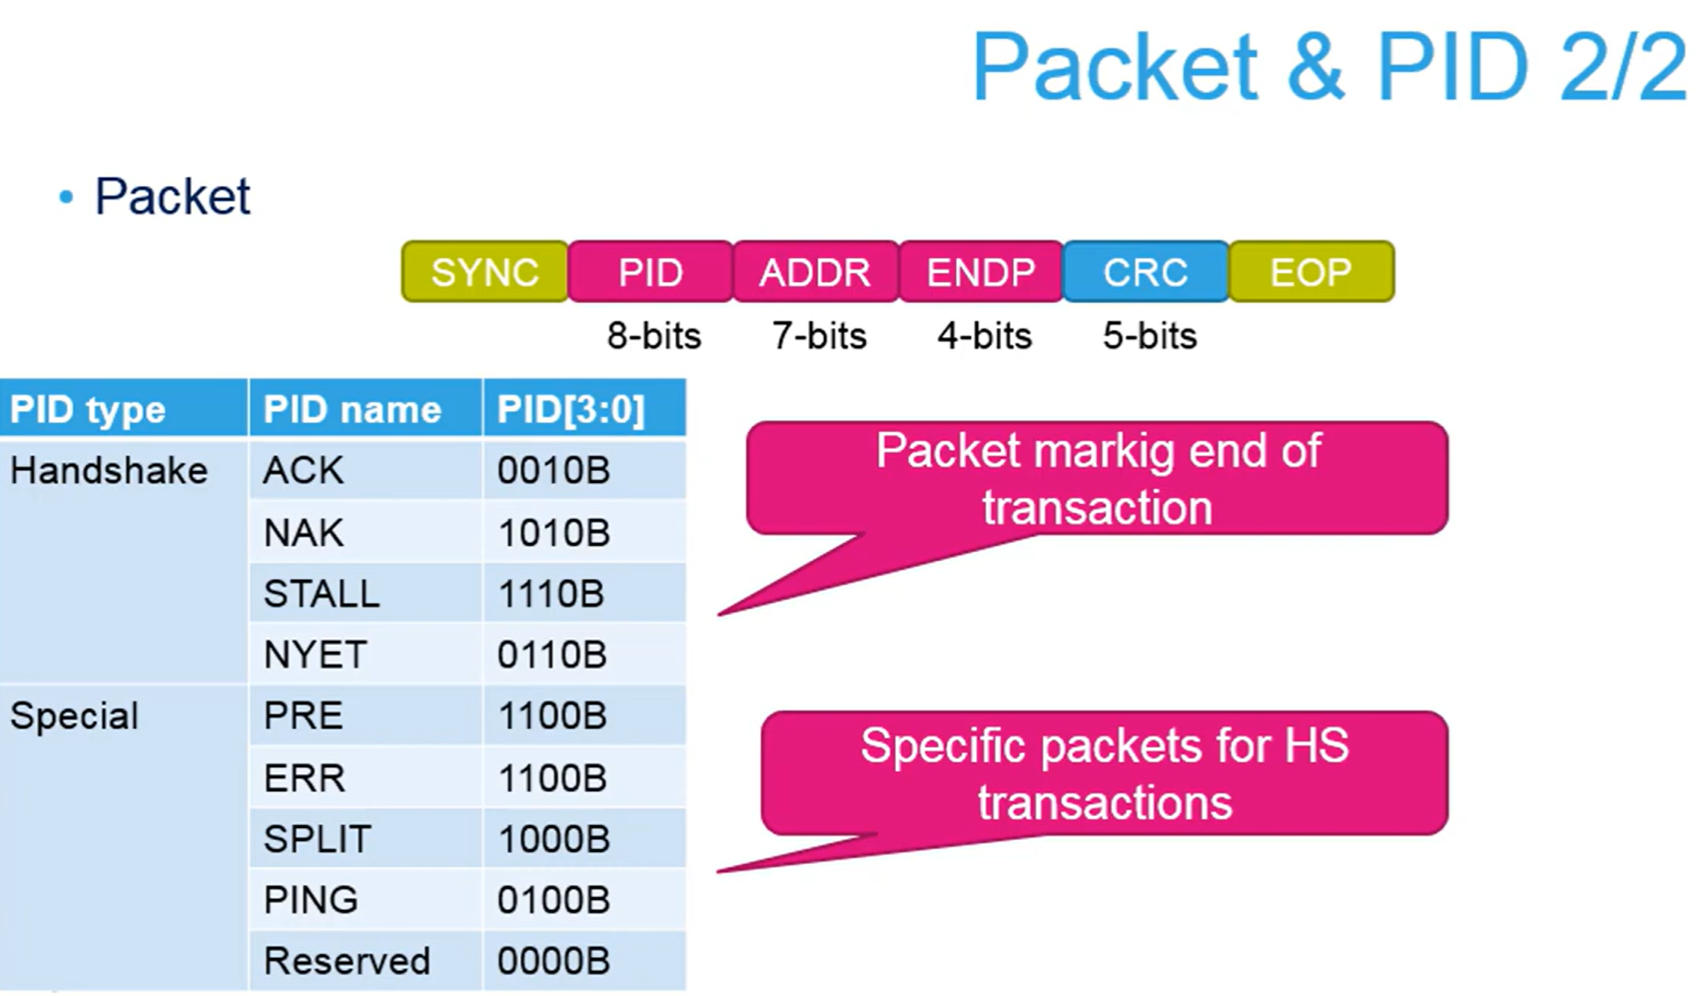 Packet & PID 2/2
• Packet
SYNC PID ADDR ENDP CRC EOP
8-bits 7-bits 4-bits 5-bits
PID type PID name PID[3:0]
Handshake ACK 0010B
NAK 1010B
STALL 1110B
NYET 0110B
Special PRE 1100B
ERR 1100B
SPLIT 1000B
PING 0100B
Reserved 0000B
Packet markig end of
transaction
Specific packets for HS
transactions